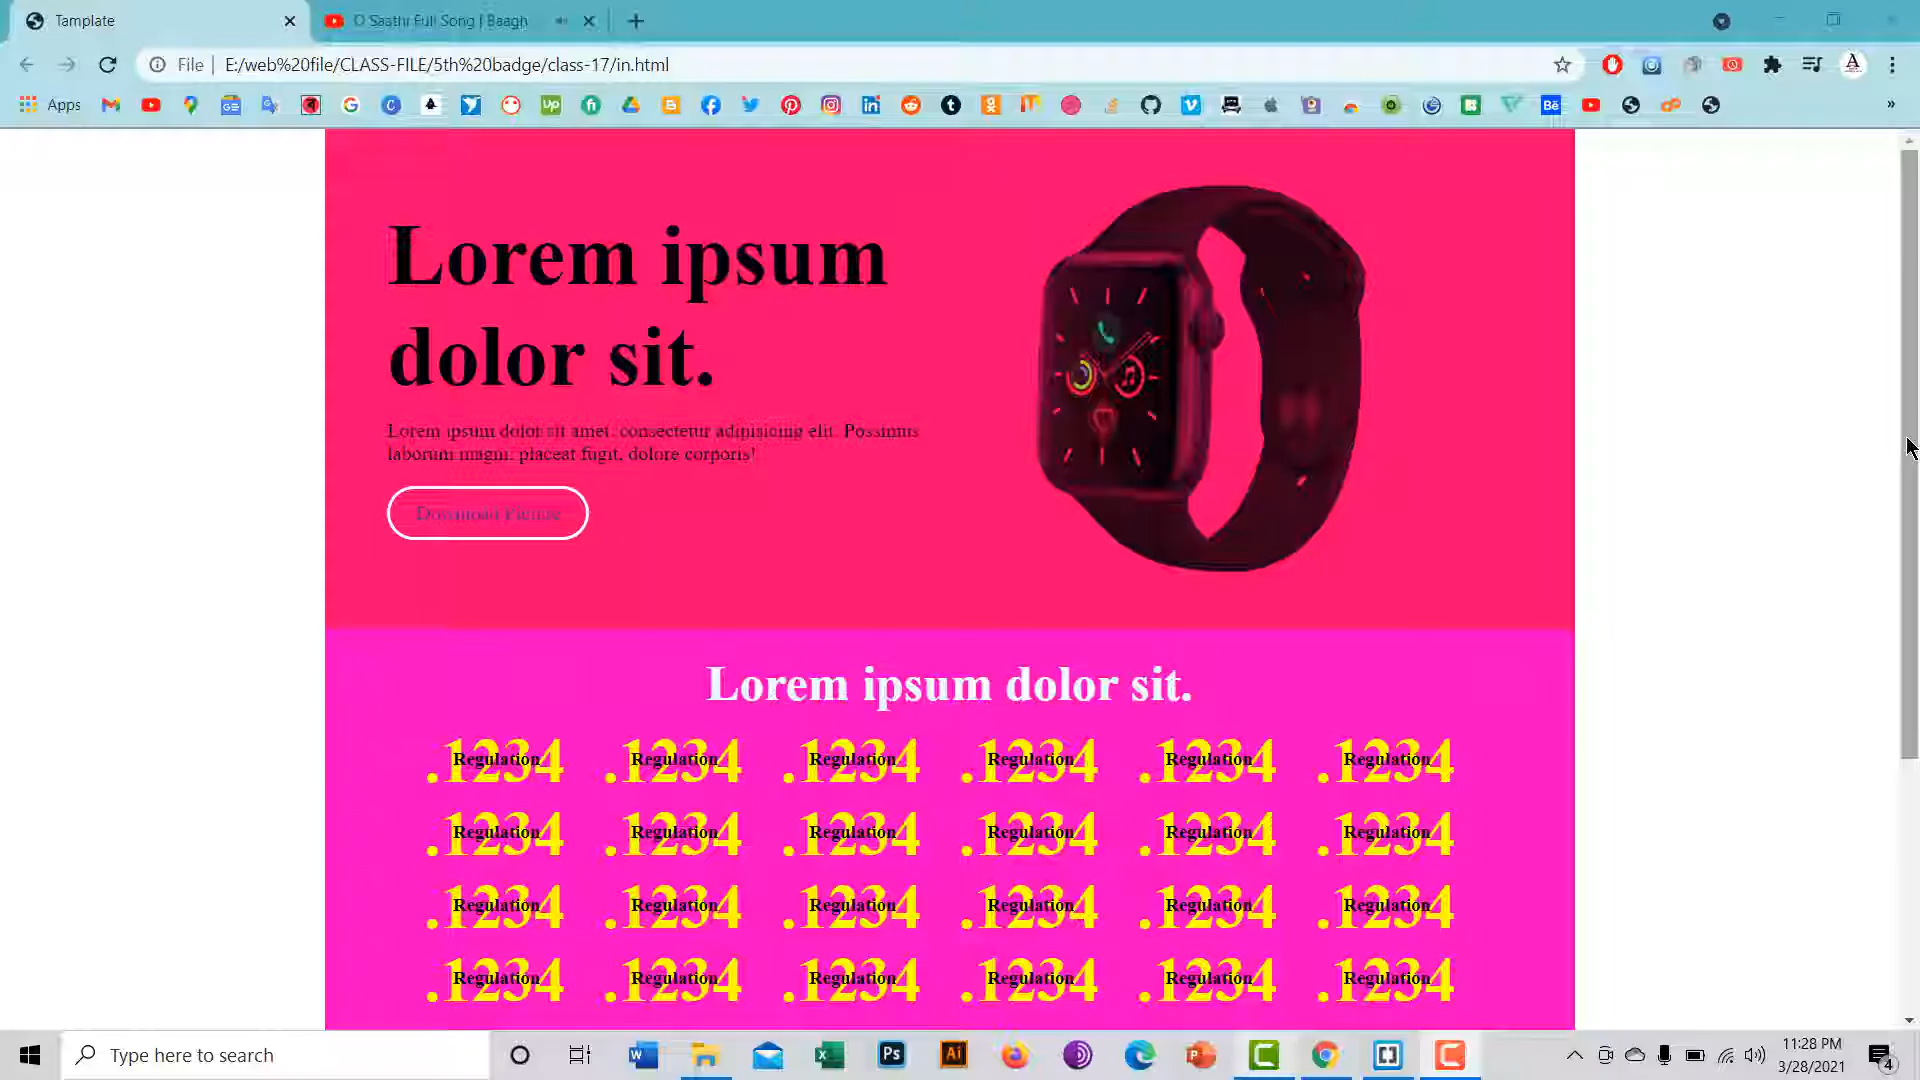 Tamplate
O Saathi Full Song | Baagh
File
E:/web%20file/CLASS-FILE/5th%20badge/class-17/in.html
Apps
Lorem ipsum
dolor sit.
Lorem ipsum dolor sit amet, consectetur adipisicing elit. Possimus
laborum magni, placeat fugit, dolore corporis!
Download Picture
Lorem ipsum dolor sit.
.1234 .1234 .1234 .1234 .1234 .1234
Regulation Regulation Regulation Regulation Regulation Regulation
.1234 .1234 .1234 .1234 .1234 .1234
Regulation Regulation Regulation Regulation Regulation Regulation
.1234 .1234 .1234 .1234 .1234 .1234
Regulation Regulation Regulation Regulation Regulation Regulation
.1234 .1234 .1234 .1234 .1234 .1234
Regulation Regulation Regulation Regulation Regulation Regulation
Type here to search
11:28 PM
3/28/2021
4